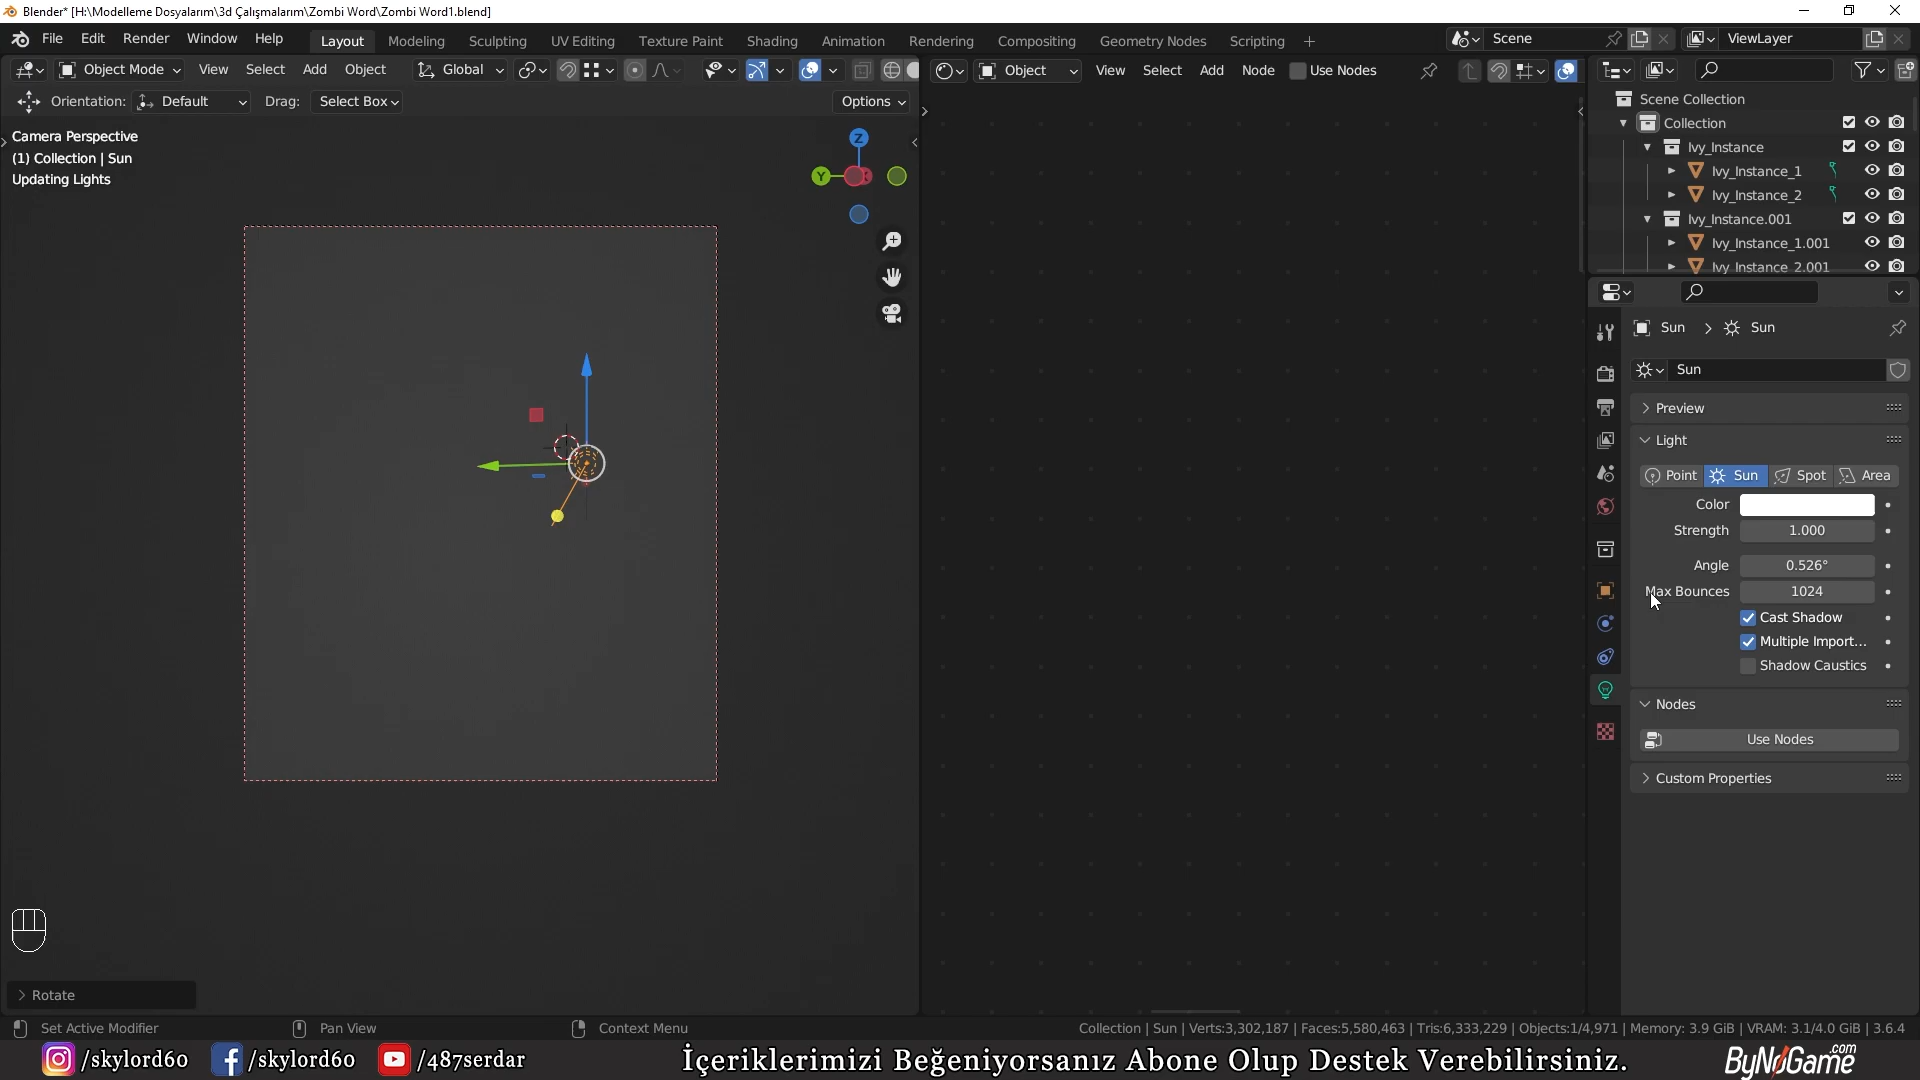 Blender* [H:\Modelleme Dosyalarım\3d Çalışmalarım\Zombi Word\Zombi Word1.blend]
File Edit Render Window Help Layout Modeling Sculpting UV Editing Texture Paint Shading Animation Rendering Compositing Geometry Nodes Scripting + Scene ViewLayer
Object Mode View Select Add Object Global
Object View Select Add Node Use Nodes
Orientation: Default Drag: Select Box Options
Camera Perspective
(1) Collection | Sun
Updating Lights
Z
Y
Scene Collection
Collection
Ivy_Instance
Ivy_Instance_1
Ivy_Instance_2
Ivy_Instance.001
Ivy_Instance_1.001
Ivy_Instance_2.001
Sun > Sun
Sun
Preview
Light
Point Sun Spot Area
Color
Strength 1.000
Angle 0.526°
Max Bounces 1024
Cast Shadow
Multiple Import...
Shadow Caustics
Nodes
Use Nodes
Custom Properties
Rotate
Set Active Modifier Pan View Context Menu
Collection | Sun | Verts:3,302,187 | Faces:5,580,463 | Tris:6,333,229 | Objects:1/4,971 | Memory: 3.9 GiB | VRAM: 3.1/4.0 GiB | 3.6.4
/skylord60 /skylord60 /487serdar İçeriklerimizi Beğeniyorsanız Abone Olup Destek Verebilirsiniz. ByNoGame.com